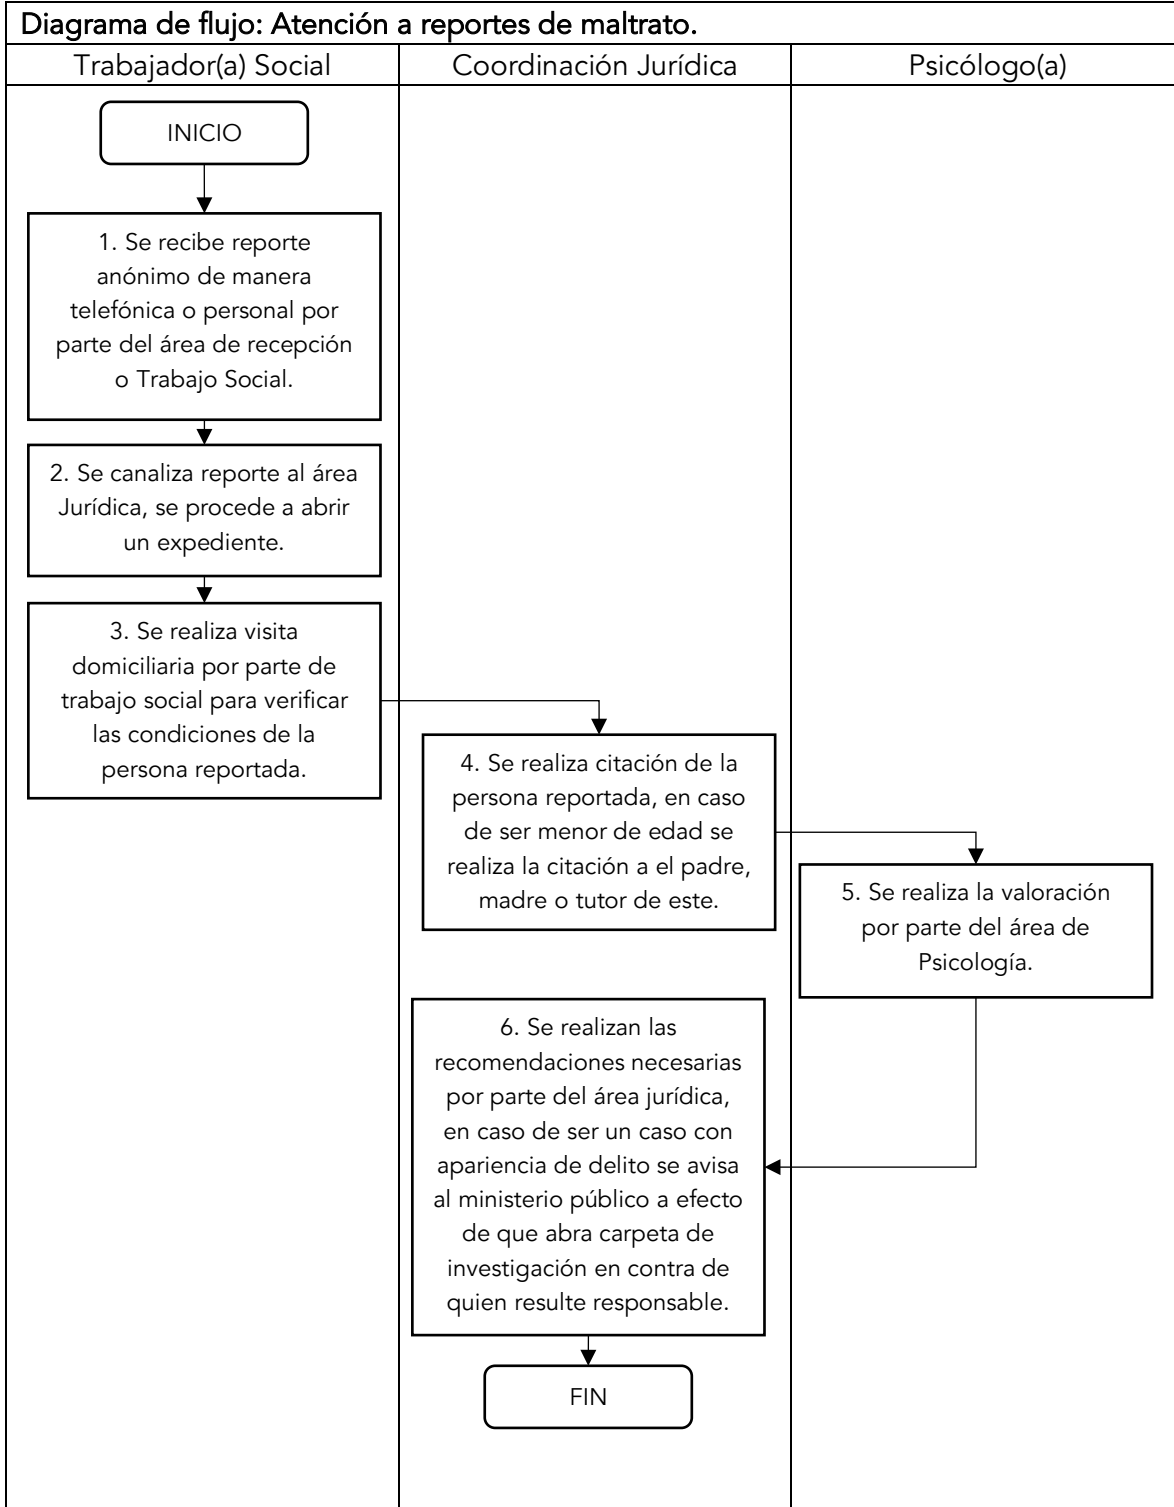 Diagrama de flujo: Atención a reportes de maltrato.
Trabajador(a) Social
Coordinación Jurídica
Psicólogo(a)
INICIO
1. Se recibe reporte
anónimo de manera
telefónica o personal por
parte del área de recepción
o Trabajo Social.
2. Se canaliza reporte al área
Jurídica, se procede a abrir
un expediente.
3. Se realiza visita
domiciliaria por parte de
trabajo social para verificar
las condiciones de la
persona reportada.
4. Se realiza citación de la
persona reportada, en caso
de ser menor de edad se
realiza la citación a el padre,
madre o tutor de este.
5. Se realiza la valoración
por parte del área de
Psicología.
6. Se realizan las
recomendaciones necesarias
por parte del área jurídica,
en caso de ser un caso con
apariencia de delito se avisa
al ministerio público a efecto
de que abra carpeta de
investigación en contra de
quien resulte responsable.
FIN